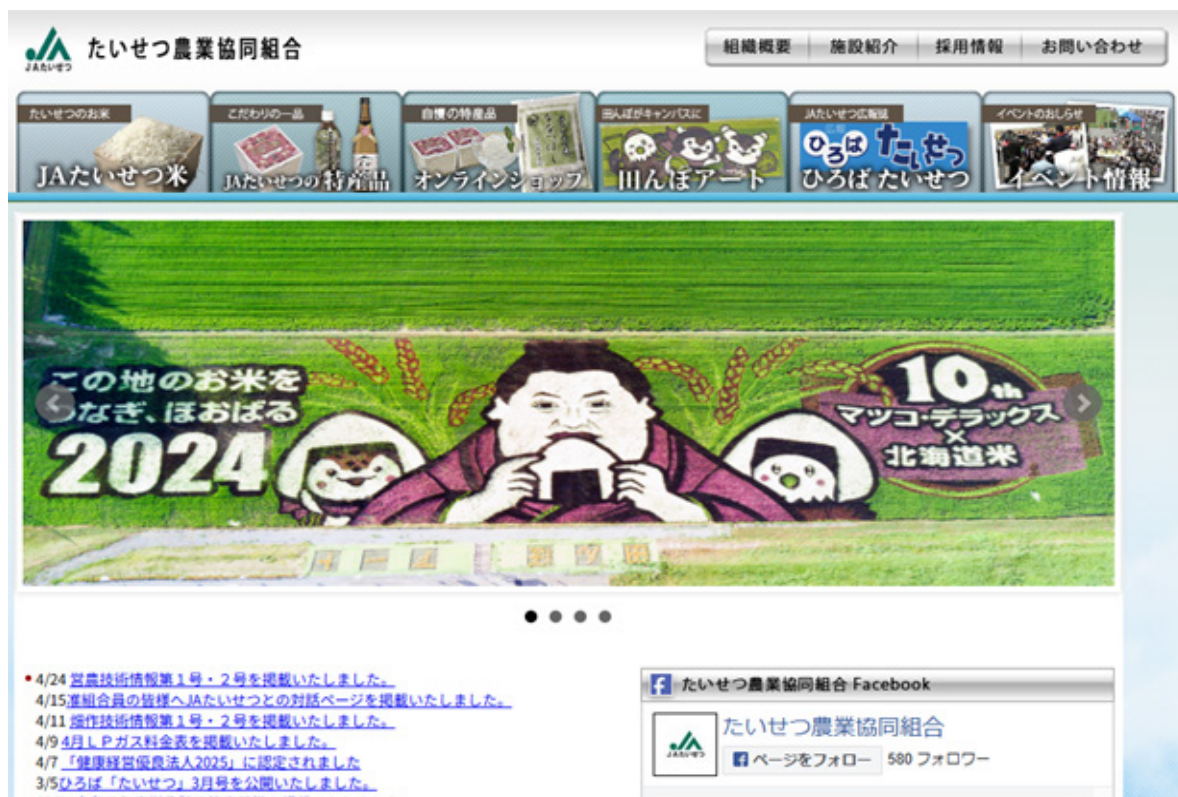 JAたいせつ
たいせつ農業協同組合
組織概要 施設紹介 採用情報 お問い合わせ
たいせつのお米
JAたいせつ米
こだわりの一品
JAたいせつの特産品
自慢の特産品
オンラインショップ
田んぼがキャンバスに
田んぼアート
JAたいせつ広報誌
広報
ひろば たいせつ
ひろば たいせつ
イベントのおしらせ
イベント情報
この地のお米を
つなぎ、ほおばる
2024
10th
マツコ・デラックス
×
北海道米
4/24 営農技術情報第1号・2号を掲載いたしました。
4/15准組合員の皆様へJAたいせつとの対話ページを掲載いたしました。
4/11 畑作技術情報第1号・2号を掲載いたしました。
4/9 4月LPガス料金表を掲載いたしました。
4/7 「健康経営優良法人2025」に認定されました
3/5ひろば「たいせつ」3月号を公開いたしました。
たいせつ農業協同組合 Facebook
JAたいせつ
たいせつ農業協同組合
ページをフォロー 580 フォロワー